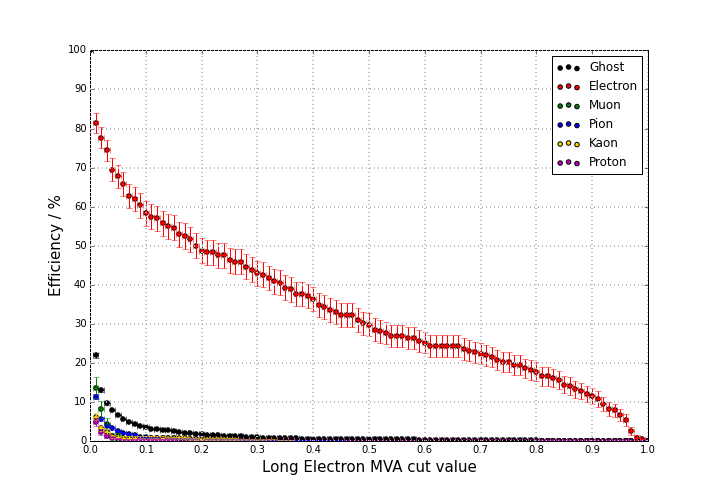 100
90
80
70
60
50
40
30
20
10
0
Efficiency / %
Ghost
Electron
Muon
Pion
Kaon
Proton
0.0 0.1 0.2 0.3 0.4 0.5 0.6 0.7 0.8 0.9 1.0
Long Electron MVA cut value